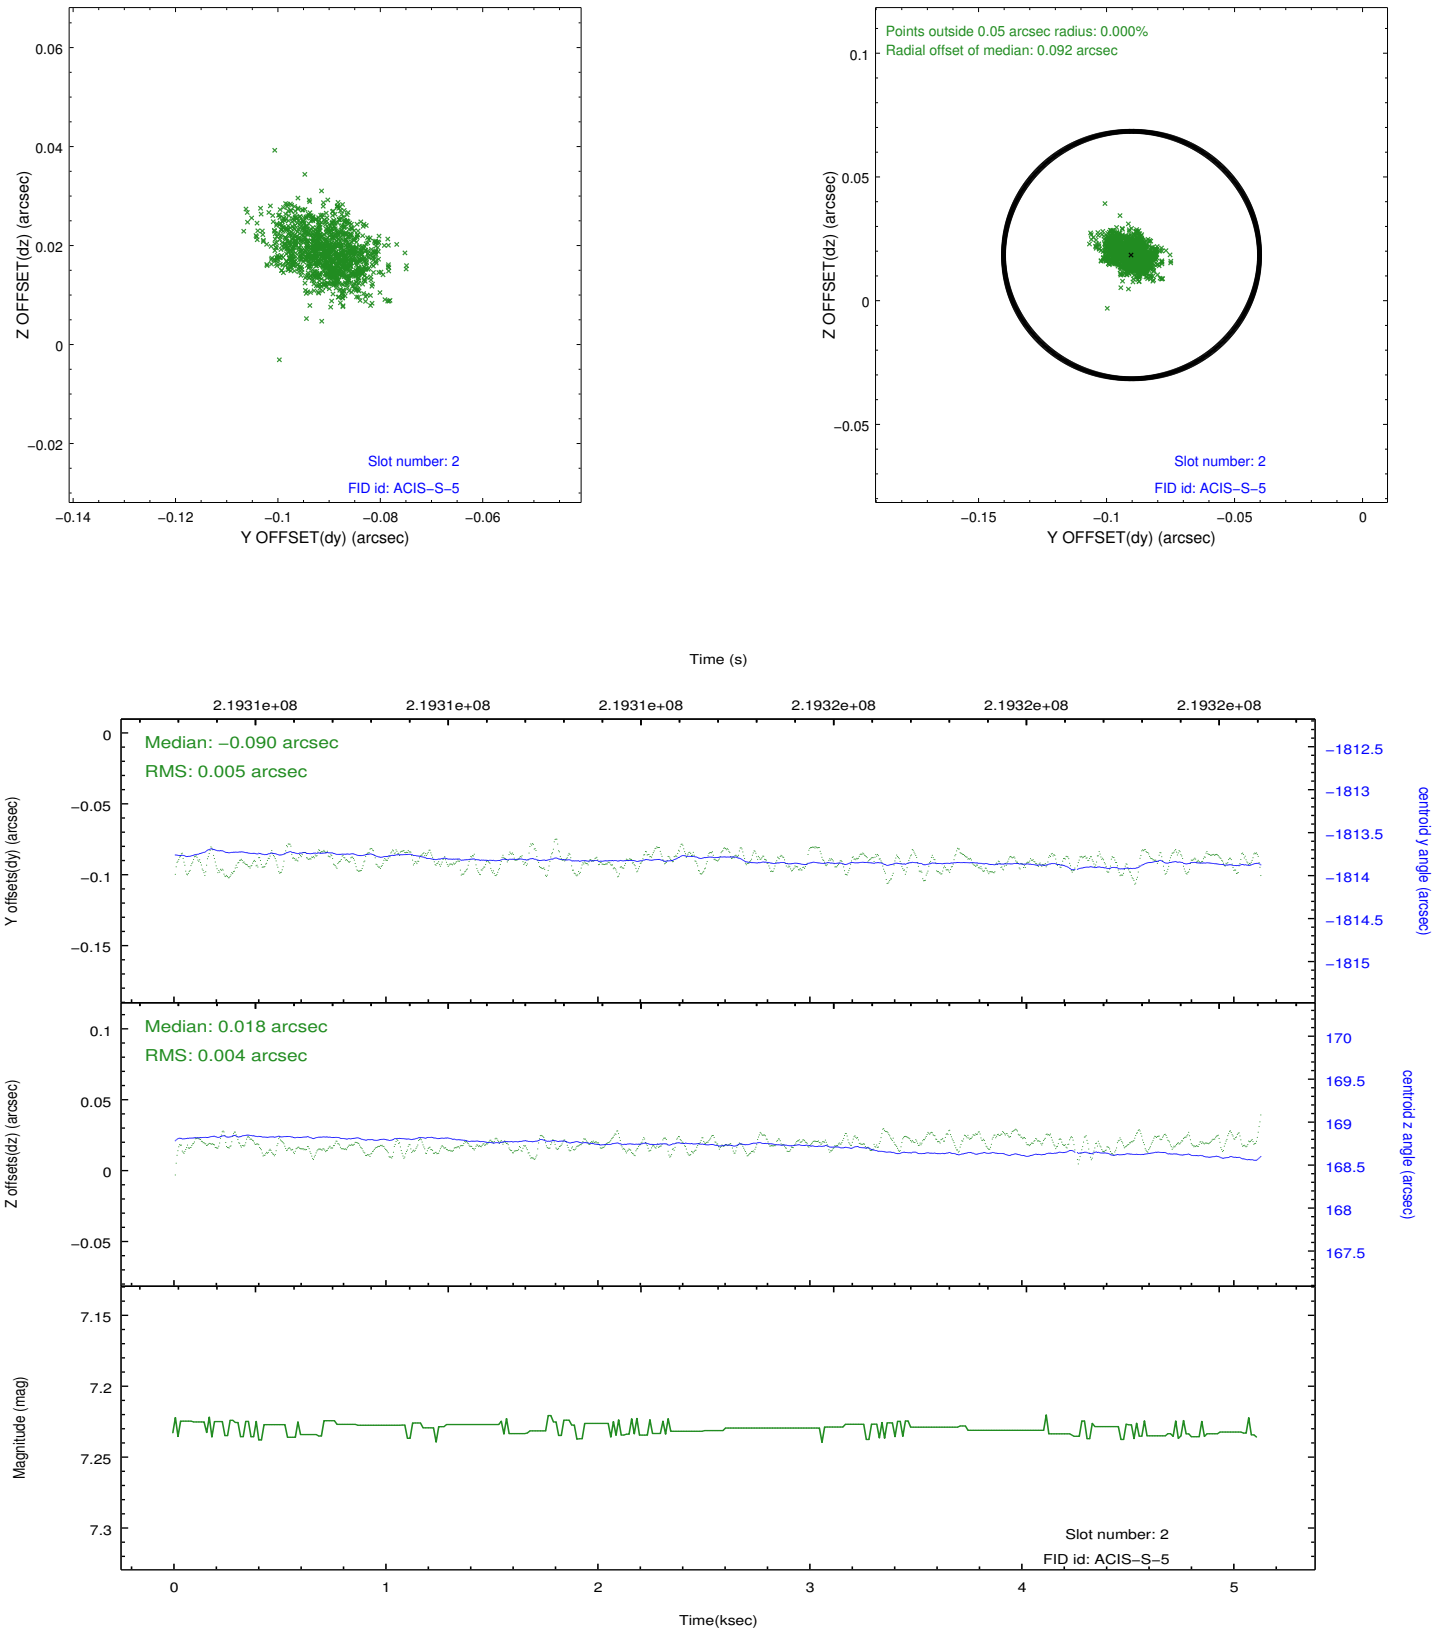 0.06
0.04
0.02
0
−0.02
Z OFFSET(dz) (arcsec)
Slot number: 2
FID id: ACIS−S−5
−0.14
−0.12
−0.1
−0.08
−0.06
Y OFFSET(dy) (arcsec)
Points outside 0.05 arcsec radius: 0.000%
Radial offset of median: 0.092 arcsec
0.1
0.05
0
−0.05
Z OFFSET(dz) (arcsec)
Slot number: 2
FID id: ACIS−S−5
−0.15
−0.1
−0.05
0
Y OFFSET(dy) (arcsec)
Time (s)
2.1931e+08
2.1931e+08
2.1931e+08
2.1932e+08
2.1932e+08
2.1932e+08
Median: −0.090 arcsec
RMS: 0.005 arcsec
0
−0.05
−0.1
−0.15
Y offsets(dy) (arcsec)
−1812.5
−1813
−1813.5
−1814
−1814.5
−1815
centroid y angle (arcsec)
Median: 0.018 arcsec
RMS: 0.004 arcsec
0.1
0.05
0
−0.05
Z offsets(dz) (arcsec)
170
169.5
169
168.5
168
167.5
centroid z angle (arcsec)
7.15
7.2
7.25
7.3
Magnitude (mag)
Slot number: 2
FID id: ACIS−S−5
0
1
2
3
4
5
Time(ksec)